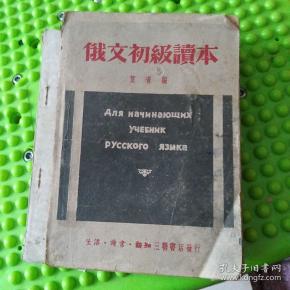 俄文初級讀本
編
Для начинающих
учебник
русского языка
生活·讀書·新知三聯書店發行